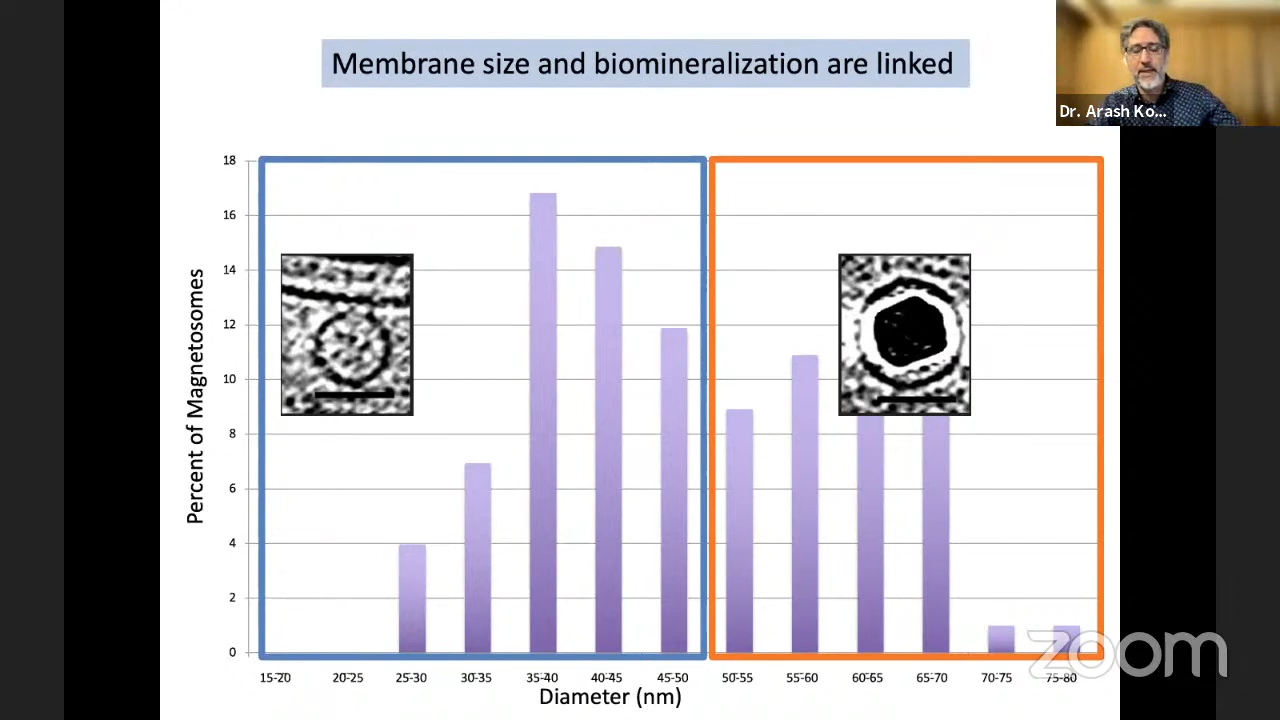 Membrane size and biomineralization are linked
Dr. Arash Ko...
Percent of Magnetosomes
18
16
14
12
10
8
6
4
2
0
15-20 20-25 25-30 30-35 35-40 40-45 45-50 50-55 55-60 60-65 65-70 70-75 75-80
Diameter (nm)
zoom